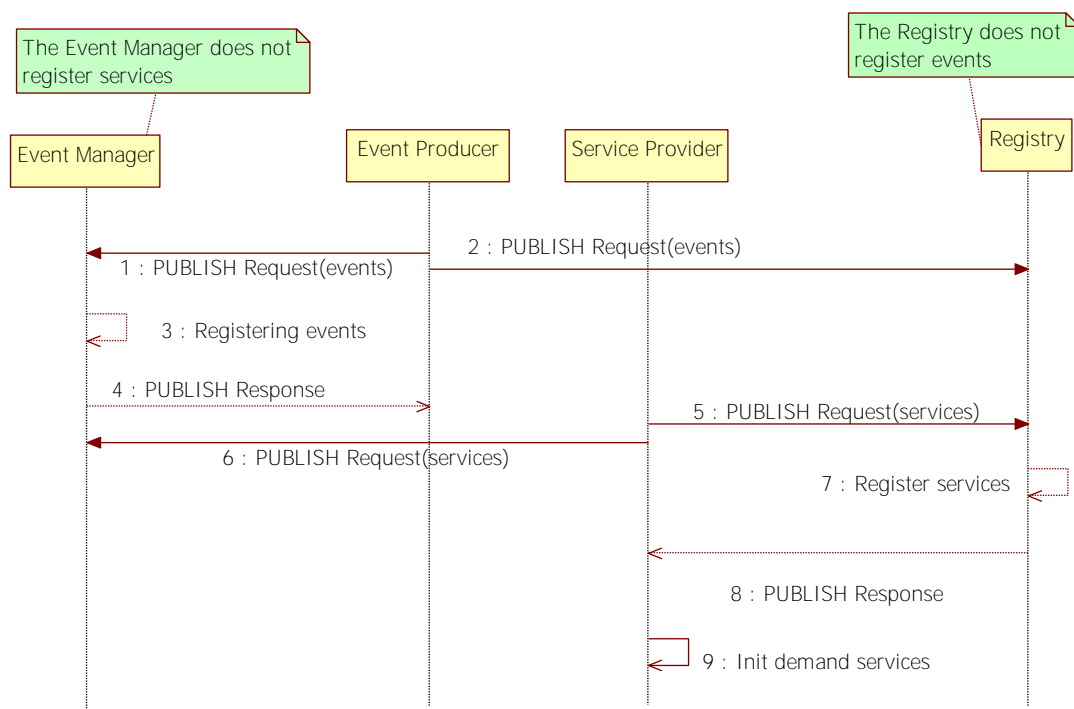 The Event Manager does not
register services
The Registry does not
register events
Event Manager
Event Producer
Service Provider
Registry
2 : PUBLISH Request(events)
1 : PUBLISH Request(events)
3 : Registering events
4 : PUBLISH Response
5 : PUBLISH Request(services)
6 : PUBLISH Request(services)
7 : Register services
8 : PUBLISH Response
9 : Init demand services